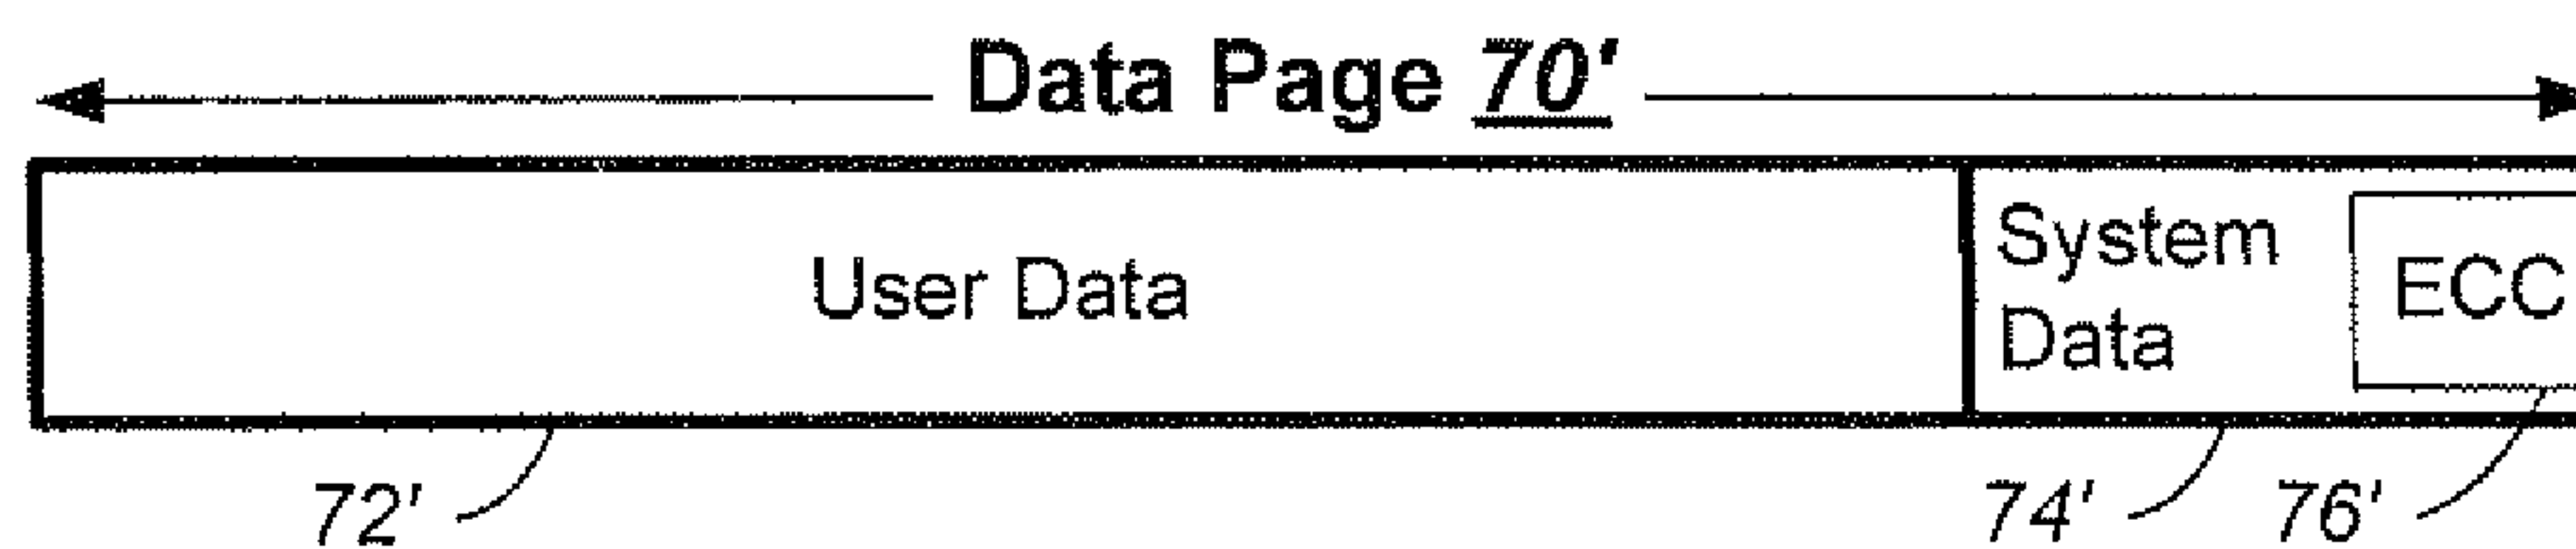 Data Page 70'
User Data
System
Data
ECC
72'
74'
76'